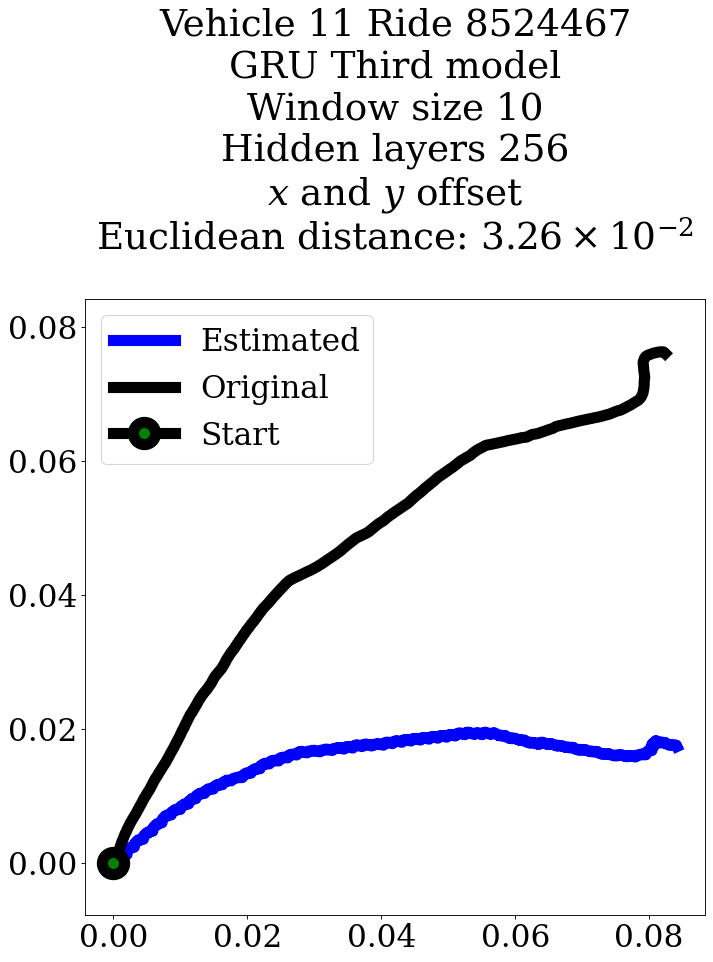 Vehicle 11 Ride 8524467
GRU Third model
Window size 10
Hidden layers 256
x and y offset
Euclidean distance: 3.26 × 10⁻²
Estimated
Original
Start
0.08
0.06
0.04
0.02
0.00
0.00 0.02 0.04 0.06 0.08